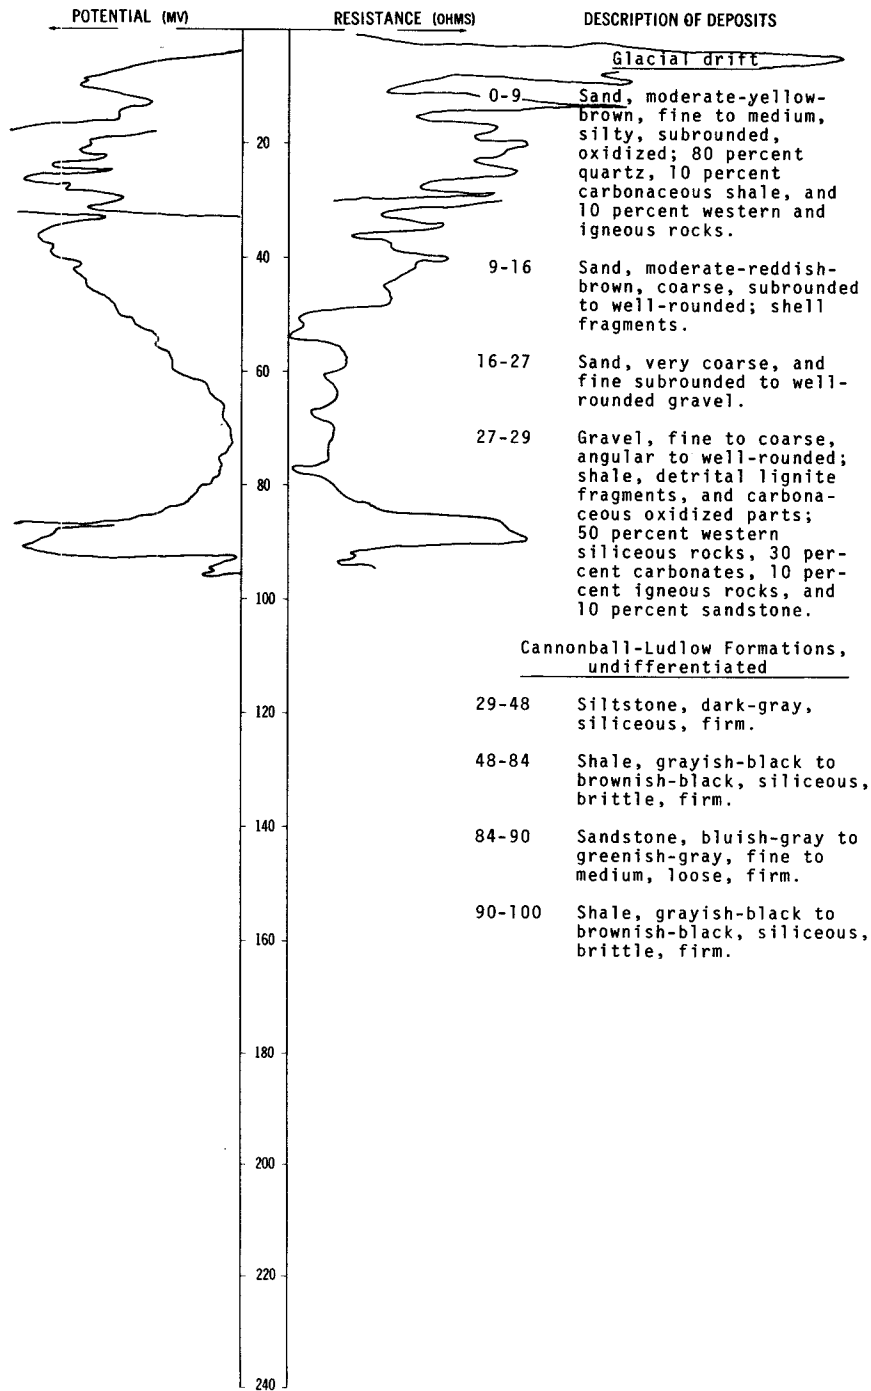 POTENTIAL (MV)
RESISTANCE (OHMS)
DESCRIPTION OF DEPOSITS
Glacial drift
0-9 Sand, moderate-yellow-
brown, fine to medium,
silty, subrounded,
oxidized; 80 percent
quartz, 10 percent
carbonaceous shale, and
10 percent western and
igneous rocks.
9-16 Sand, moderate-reddish-
brown, coarse, subrounded
to well-rounded; shell
fragments.
16-27 Sand, very coarse, and
fine subrounded to well-
rounded gravel.
27-29 Gravel, fine to coarse,
angular to well-rounded;
shale, detrital lignite
fragments, and carbona-
ceous oxidized parts;
50 percent western
siliceous rocks, 30 per-
cent carbonates, 10 per-
cent igneous rocks, and
10 percent sandstone.
Cannonball-Ludlow Formations,
undifferentiated
29-48 Siltstone, dark-gray,
siliceous, firm.
48-84 Shale, grayish-black to
brownish-black, siliceous,
brittle, firm.
84-90 Sandstone, bluish-gray to
greenish-gray, fine to
medium, loose, firm.
90-100 Shale, grayish-black to
brownish-black, siliceous,
brittle, firm.
20
40
60
80
100
120
140
160
180
200
220
240